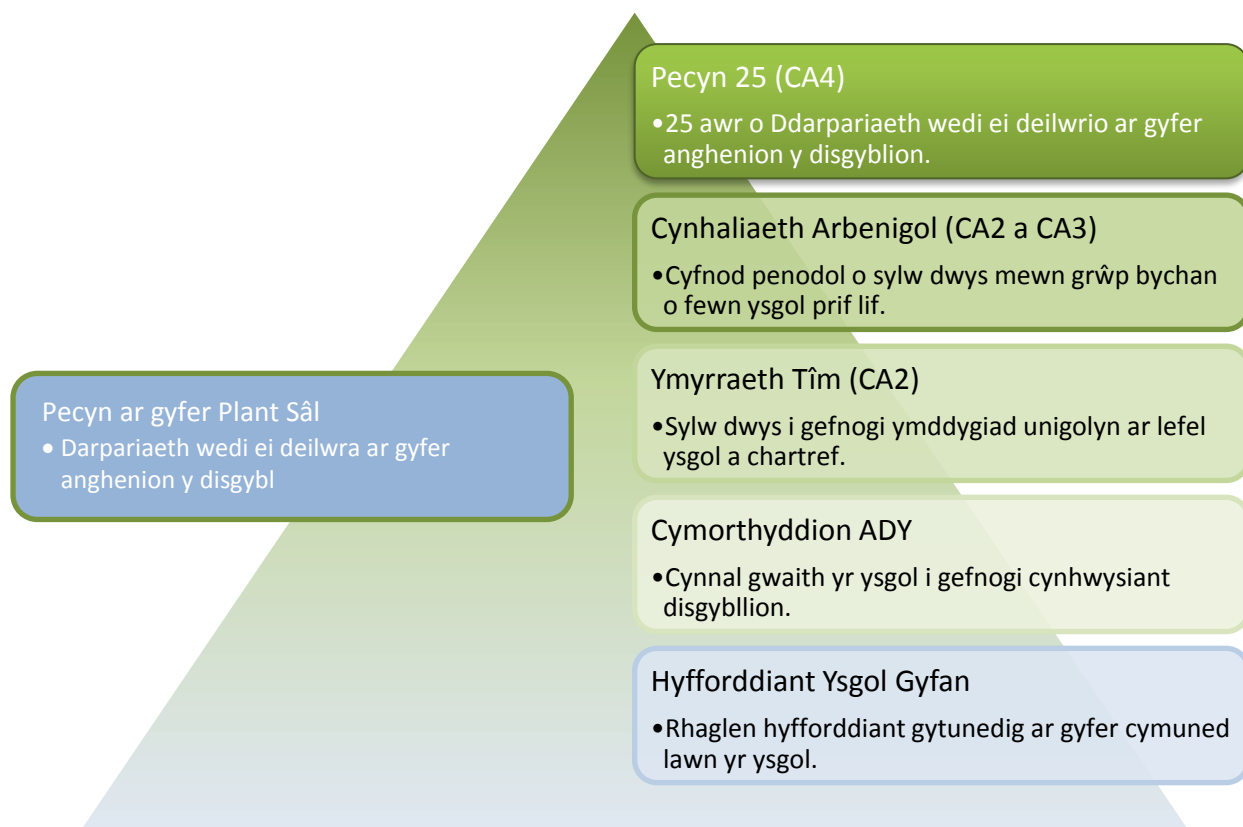 Pecyn 25 (CA4)
•25 awr o Ddarpariaeth wedi ei deilwrio ar gyfer
anghenion y disgyblion.
Cynhaliaeth Arbenigol (CA2 a CA3)
•Cyfnod penodol o sylw dwys mewn grŵp bychan
o fewn ysgol prif lif.
Ymyrraeth Tîm (CA2)
•Sylw dwys i gefnogi ymddygiad unigolyn ar lefel
ysgol a chartref.
Cymorthyddion ADY
•Cynnal gwaith yr ysgol i gefnogi cynhwysiant
disgybllion.
Hyfforddiant Ysgol Gyfan
•Rhaglen hyfforddiant gytunedig ar gyfer cymuned
lawn yr ysgol.
Pecyn ar gyfer Plant Sâl
• Darpariaeth wedi ei deilwra ar gyfer
anghenion y disgybl